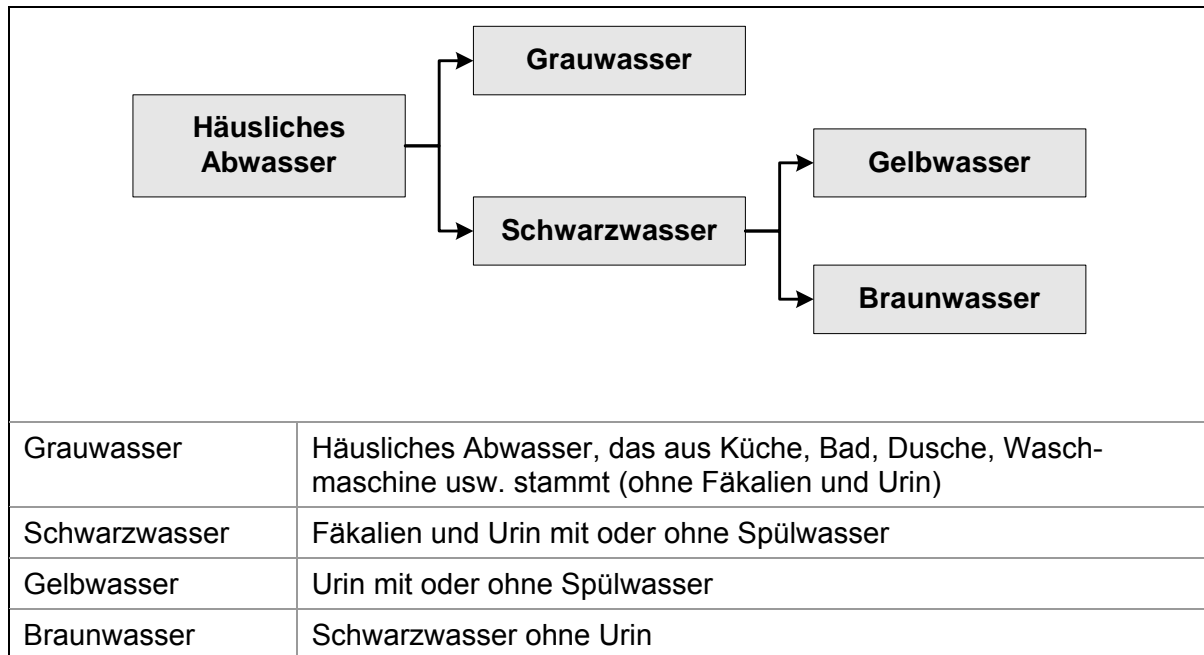 Grauwasser
Häusliches
Abwasser
Gelbwasser
Schwarzwasser
Braunwasser
Grauwasser Häusliches Abwasser, das aus Küche, Bad, Dusche, Wasch-
maschine usw. stammt (ohne Fäkalien und Urin)
Schwarzwasser Fäkalien und Urin mit oder ohne Spülwasser
Gelbwasser Urin mit oder ohne Spülwasser
Braunwasser Schwarzwasser ohne Urin